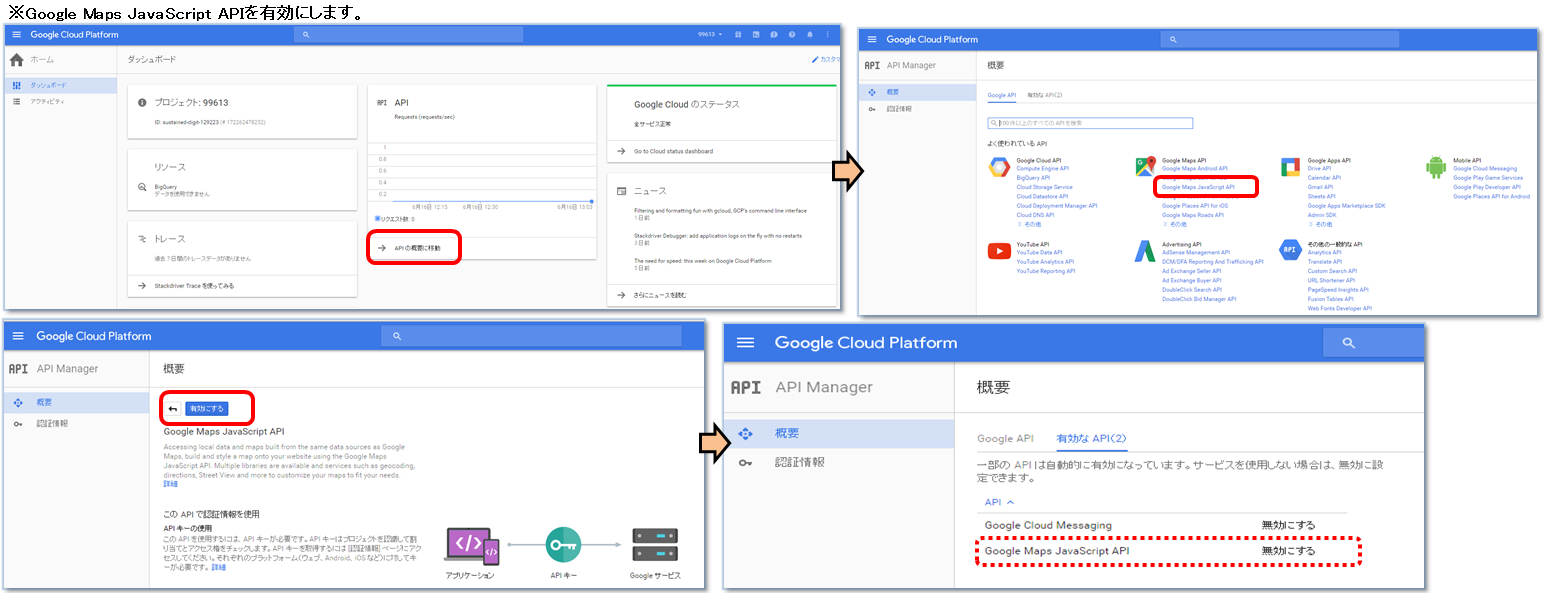 ※Google Maps JavaScript APIを有効にします。
Google Cloud Platform
99613
ホーム
ダッシュボード
カスタマ
ダッシュボード
アクティビティ
プロジェクト: 99613
ID: sustained-digit-129223 (# 172262478252)
リソース
BigQuery
データを使用できません
トレース
過去 7 日間のトレースデータがありません
Stackdriver Trace を使ってみる
API API
Requests (requests/sec)
1
0.8
0.6
0.4
0.2
6月16日 12:15 6月16日 12:30 6月16日 13:03
リクエスト数: 0
API の概要に移動
Google Cloud のステータス
全サービス正常
Go to Cloud status dashboard
ニュース
Filtering and formatting fun with gcloud, GCP's command line interface
1 日前
Stackdriver Debugger: add application logs on the fly with no restarts
3 日前
The need for speed: this week on Google Cloud Platform
5 日前
さらにニュースを読む
Google Cloud Platform
API API Manager
概要
概要
認証情報
Google API 有効な API(2)
100 件以上のすべての API を検索
よく使われている API
Google Cloud API
Compute Engine API
BigQuery API
Cloud Storage Service
Cloud Datastore API
Cloud Deployment Manager API
Cloud DNS API
その他
Google Maps API
Google Maps Android API
Google Maps JavaScript API
Google Places API for iOS
Google Maps Roads API
その他
Google Apps API
Drive API
Calendar API
Gmail API
Sheets API
Google Apps Marketplace SDK
Admin SDK
その他
Mobile API
Google Cloud Messaging
Google Play Game Services
Google Play Developer API
Google Places API for Android
YouTube API
YouTube Data API
YouTube Analytics API
YouTube Reporting API
Advertising API
AdSense Management API
DCM/DFA Reporting And Trafficking API
Ad Exchange Seller API
Ad Exchange Buyer API
DoubleClick Search API
DoubleClick Bid Manager API
API
その他の一般的な API
Analytics API
Translate API
Custom Search API
URL Shortener API
PageSpeed Insights API
Fusion Tables API
Web Fonts Developer API
Google Cloud Platform
API API Manager
概要
概要
認証情報
有効にする
Google Maps JavaScript API
Accessing local data and maps built from the same data sources as Google
Maps, build and style a map onto your website using the Google Maps
JavaScript API. Multiple libraries are available and services such as geocoding,
directions, Street View and more to customize your maps to fit your needs.
詳細
この API で認証情報を使用
API キーの使用
この API を使用するには、API キーが必要です。API キーはプロジェクトを認識して割
り当てとアクセス権をチェックします。API キーを取得するには [認証情報] ページにアク
セスしてください。それぞれのプラットフォーム(ウェブ、Android、iOS など)に対してキ
ーが必要です。詳細
アプリケーション
API キー
Google サービス
Google Cloud Platform
API API Manager
概要
概要
認証情報
Google API 有効な API(2)
一部の API は自動的に有効になっています。サービスを使用しない場合は、無効に設
定できます。
API
Google Cloud Messaging 無効にする
Google Maps JavaScript API 無効にする